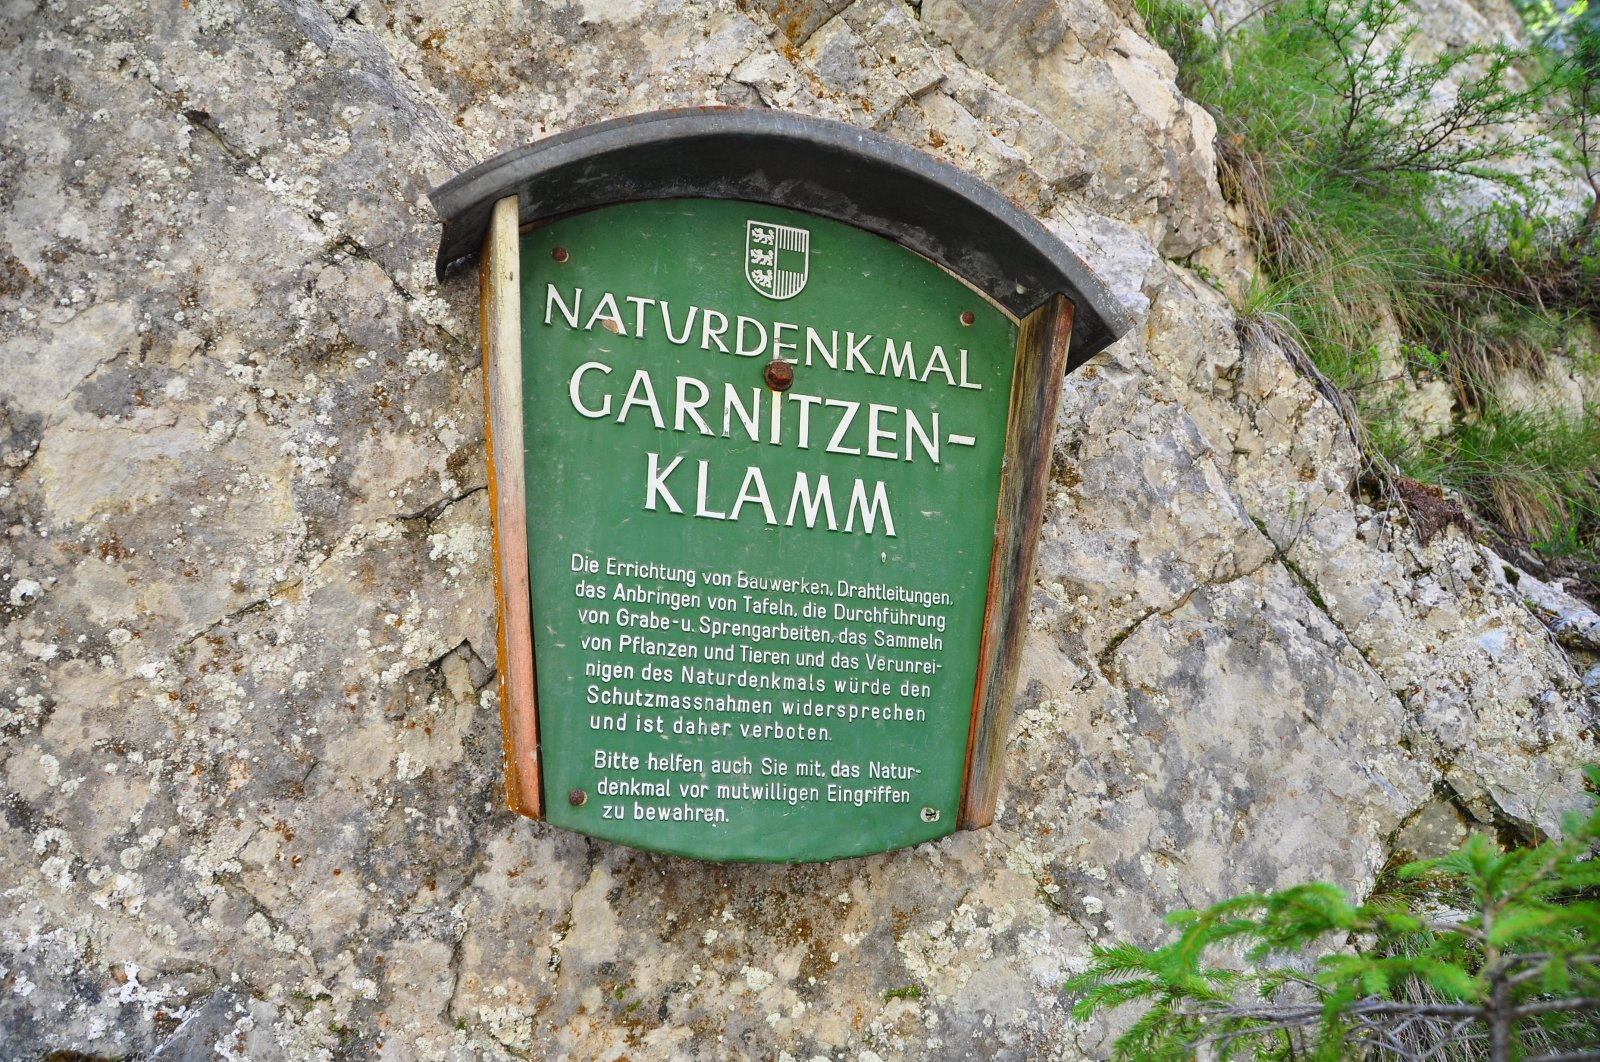 NATURDENKMAL
GARNITZEN-
KLAMM
Die Errichtung von Bauwerken, Drahtleitungen,
das Anbringen von Tafeln, die Durchführung
von Grabe-u. Sprengarbeiten, das Sammeln
von Pflanzen und Tieren und das Verunrei-
nigen des Naturdenkmals würde den
Schutzmassnahmen widersprechen
und ist daher verboten.
Bitte helfen auch Sie mit, das Natur-
denkmal vor mutwilligen Eingriffen
zu bewahren.